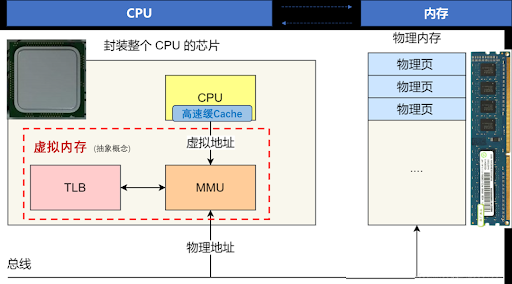 CPU
内存
封装整个 CPU 的芯片
物理内存
CPU
高速缓Cache
虚拟地址
虚拟内存 (抽象概念)
TLB
MMU
物理地址
总线
物理页
物理页
物理页
....